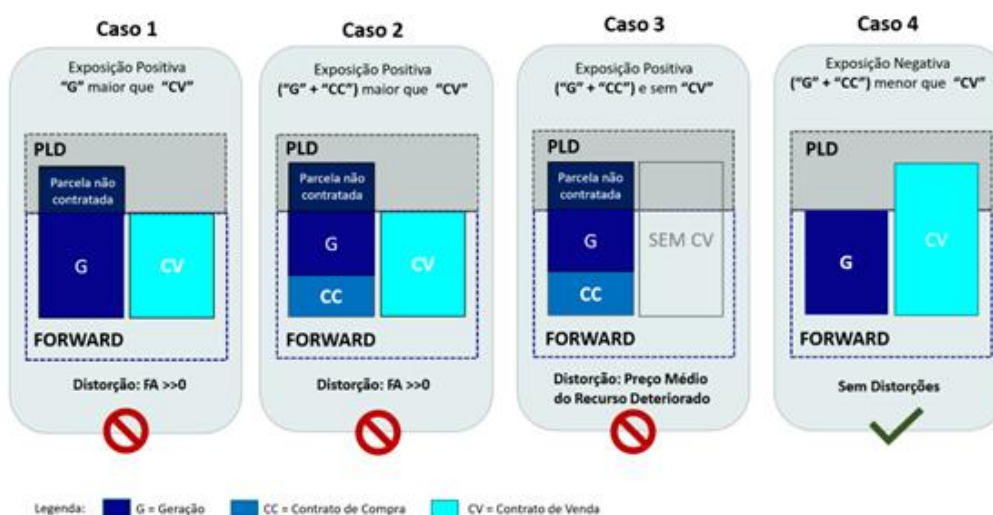 Caso 1
Exposição Positiva
"G" maior que "CV"
PLD
Parcela não
contratada
G
CV
FORWARD
Distorção: FA >>0
Caso 2
Exposição Positiva
("G" + "CC") maior que "CV"
PLD
Parcela não
contratada
G
CV
CC
FORWARD
Distorção: FA >>0
Caso 3
Exposição Positiva
("G" + "CC") e sem "CV"
PLD
Parcela não
contratada
G
SEM CV
CC
FORWARD
Distorção: Preço Médio
do Recurso Deteriorado
Caso 4
Exposição Negativa
("G" + "CC") menor que "CV"
PLD
G
CV
FORWARD
Sem Distorções
Legenda:
G = Geração
CC = Contrato de Compra
CV = Contrato de Venda